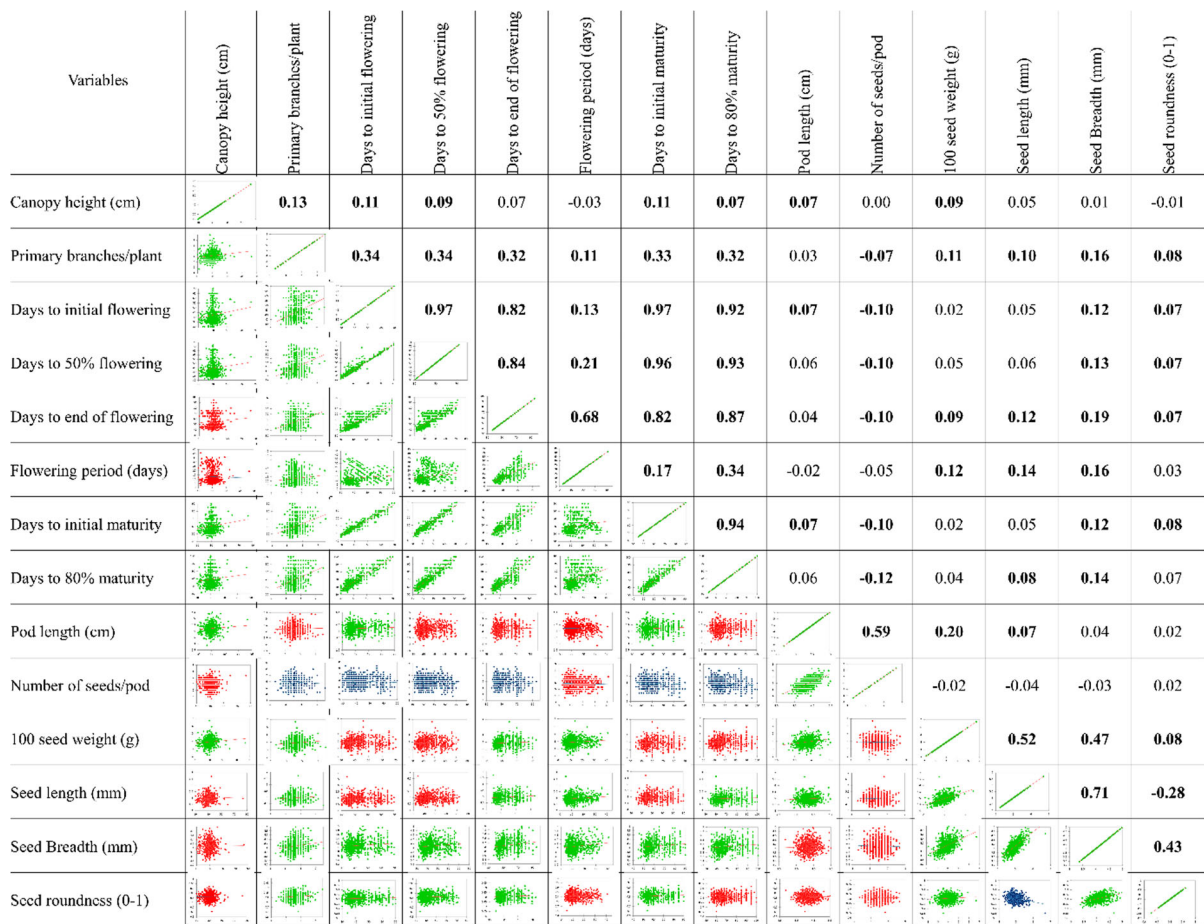 Variables
Canopy height (cm)
Primary branches/plant
Days to initial flowering
Days to 50% flowering
Days to end of flowering
Flowering period (days)
Days to initial maturity
Days to 80% maturity
Pod length (cm)
Number of seeds/pod
100 seed weight (g)
Seed length (mm)
Seed Breadth (mm)
Seed roundness (0-1)
Canopy height (cm) 0.13 0.11 0.09 0.07 -0.03 0.11 0.07 0.07 0.00 0.09 0.05 0.01 -0.01
Primary branches/plant 0.34 0.34 0.32 0.11 0.33 0.32 0.03 -0.07 0.11 0.10 0.16 0.08
Days to initial flowering 0.97 0.82 0.13 0.97 0.92 0.07 -0.10 0.02 0.05 0.12 0.07
Days to 50% flowering 0.84 0.21 0.96 0.93 0.06 -0.10 0.05 0.06 0.13 0.07
Days to end of flowering 0.68 0.82 0.87 0.04 -0.10 0.09 0.12 0.19 0.07
Flowering period (days) 0.17 0.34 -0.02 -0.05 0.12 0.14 0.16 0.03
Days to initial maturity 0.94 0.07 -0.10 0.02 0.05 0.12 0.08
Days to 80% maturity 0.06 -0.12 0.04 0.08 0.14 0.07
Pod length (cm) 0.59 0.20 0.07 0.04 0.02
Number of seeds/pod -0.02 -0.04 -0.03 0.02
100 seed weight (g) 0.52 0.47 0.08
Seed length (mm) 0.71 -0.28
Seed Breadth (mm) 0.43
Seed roundness (0-1)